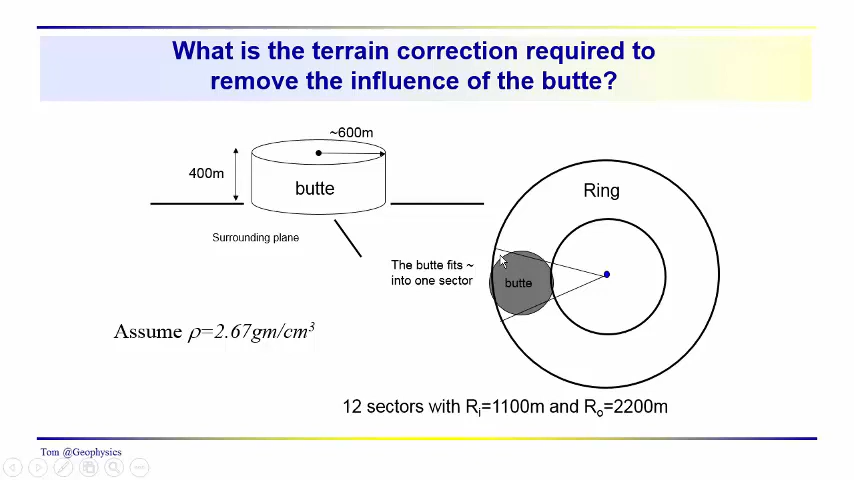 What is the terrain correction required to
remove the influence of the butte?
~600m
400m
butte
Ring
Surrounding plane
The butte fits ~
into one sector
butte
Assume ρ=2.67gm/cm³
12 sectors with Rᵢ=1100m and Rₒ=2200m
Tom @Geophysics